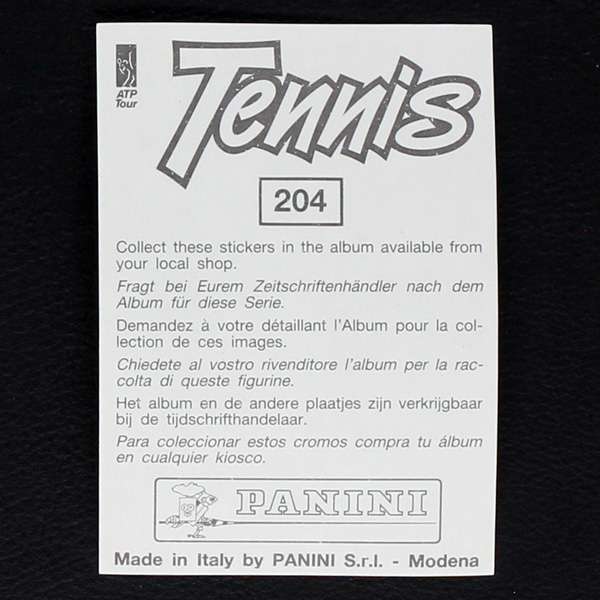 ATP
Tour
Tennis
204
Collect these stickers in the album available from
your local shop.
Fragt bei Eurem Zeitschriftenhändler nach dem
Album für diese Serie.
Demandez à votre détaillant l'Album pour la col-
lection de ces images.
Chiedete al vostro rivenditore l'album per la rac-
colta di queste figurine.
Het album en de andere plaatjes zijn verkrijgbaar
bij de tijdschrifthandelaar.
Para coleccionar estos cromos compra tu álbum
en cualquier kiosco.
PANINI
Made in Italy by PANINI S.r.l. - Modena